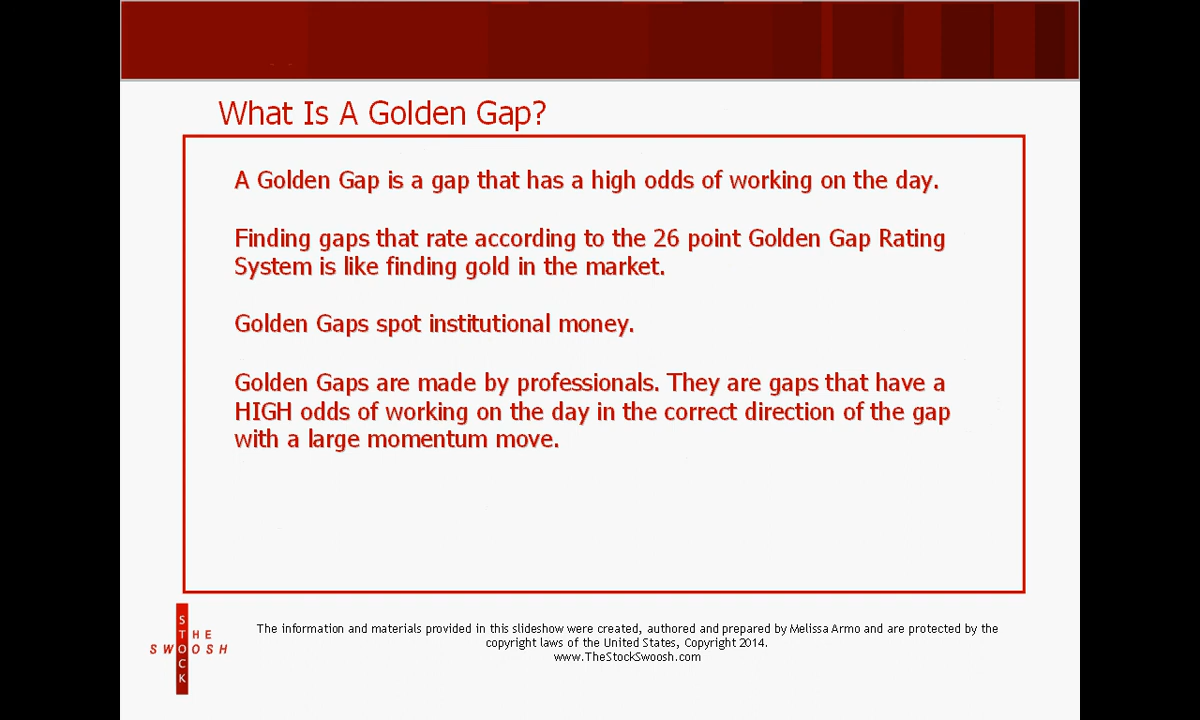 What Is A Golden Gap?
A Golden Gap is a gap that has a high odds of working on the day.
Finding gaps that rate according to the 26 point Golden Gap Rating
System is like finding gold in the market.
Golden Gaps spot institutional money.
Golden Gaps are made by professionals. They are gaps that have a
HIGH odds of working on the day in the correct direction of the gap
with a large momentum move.
THE
STOCK
SWOOSH
The information and materials provided in this slideshow were created, authored and prepared by Melissa Armo and are protected by the
copyright laws of the United States, Copyright 2014.
www.TheStockSwoosh.com